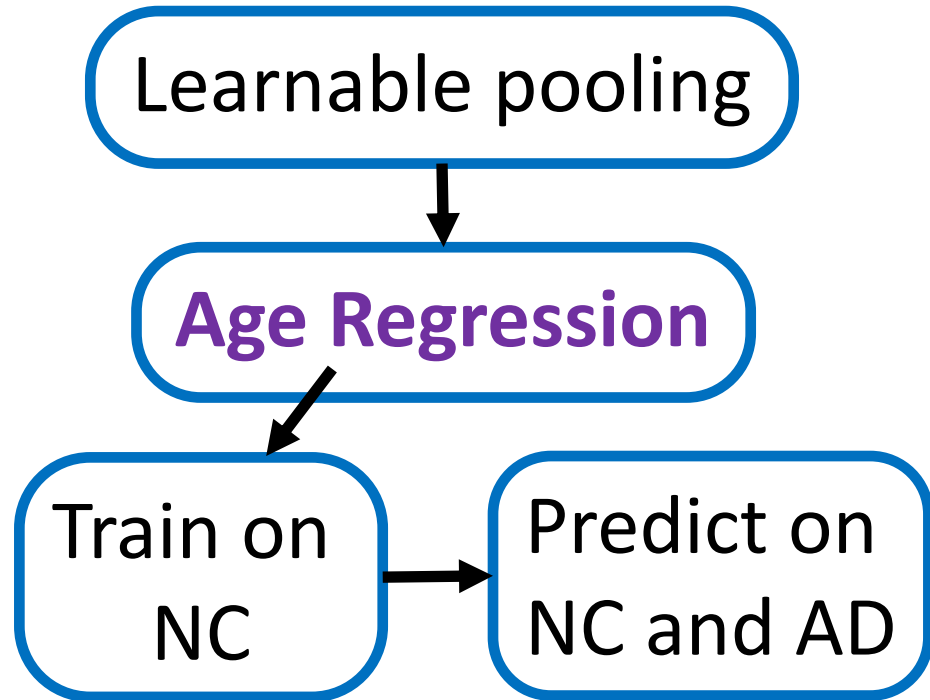 Learnable pooling
Age Regression
Train on
NC
Predict on
NC and AD